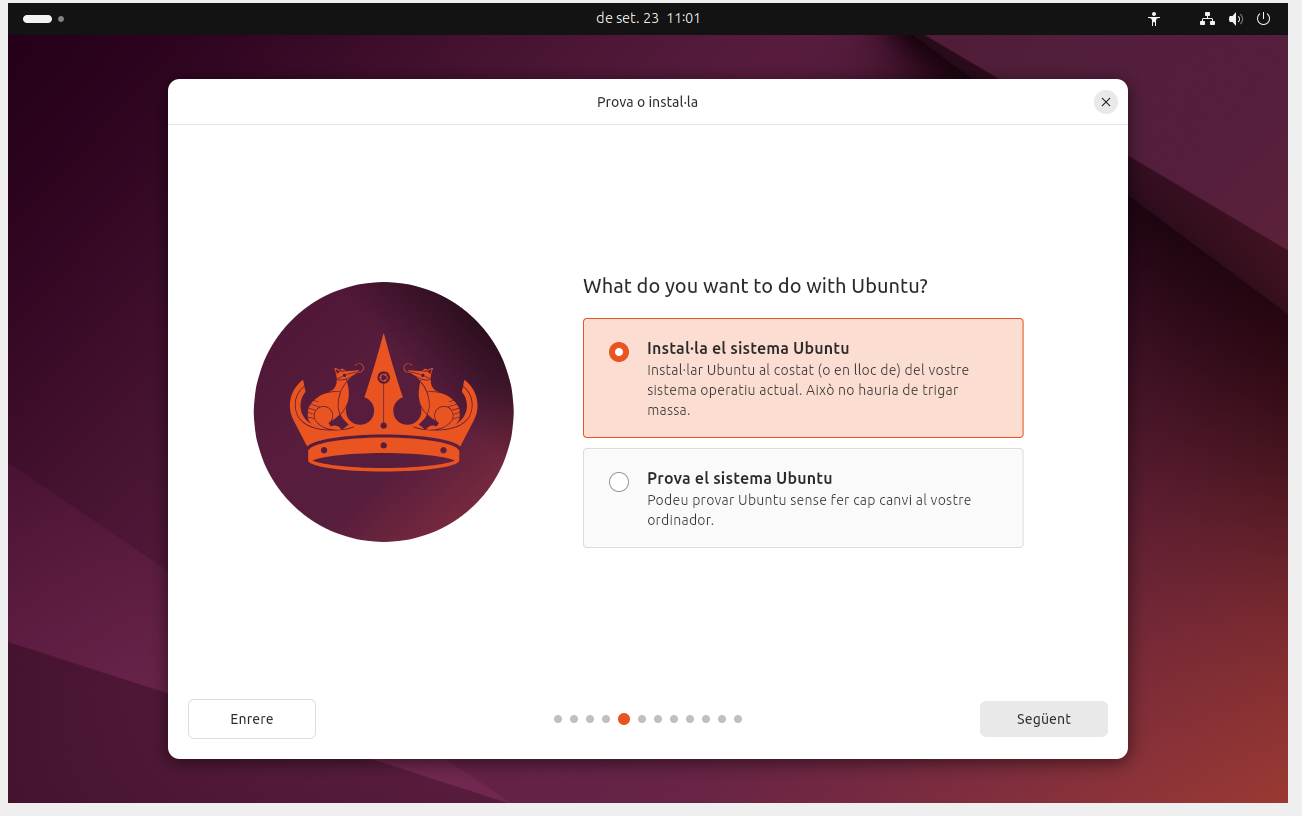 de set. 23 11:01
Prova o instal·la
What do you want to do with Ubuntu?
Instal·la el sistema Ubuntu
Instal·lar Ubuntu al costat (o en lloc de) del vostre
sistema operatiu actual. Això no hauria de trigar
massa.
Prova el sistema Ubuntu
Podeu provar Ubuntu sense fer cap canvi al vostre
ordinador.
Enrere
Següent